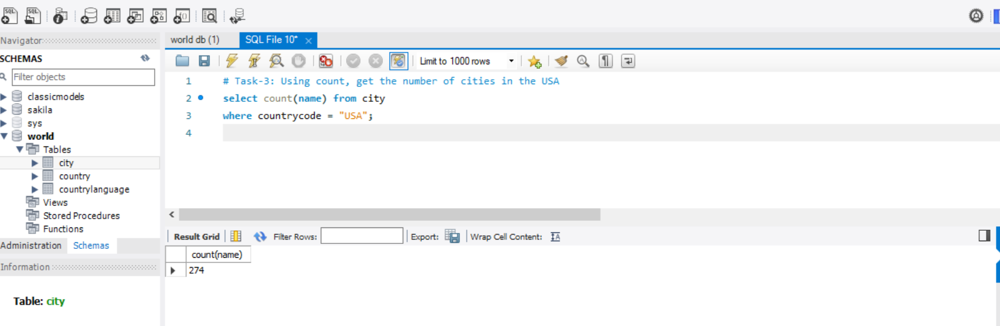 SQL
SQL
Navigator
SCHEMAS
Filter objects
classicmodels
sakila
sys
world
Tables
city
country
countrylanguage
Views
Stored Procedures
Functions
Administration Schemas
Information
Table: city
world db (1) SQL File 10*
Limit to 1000 rows
1 # Task-3: Using count, get the number of cities in the USA
2 select count(name) from city
3 where countrycode = "USA";
4
Result Grid Filter Rows: Export: Wrap Cell Content:
count(name)
274